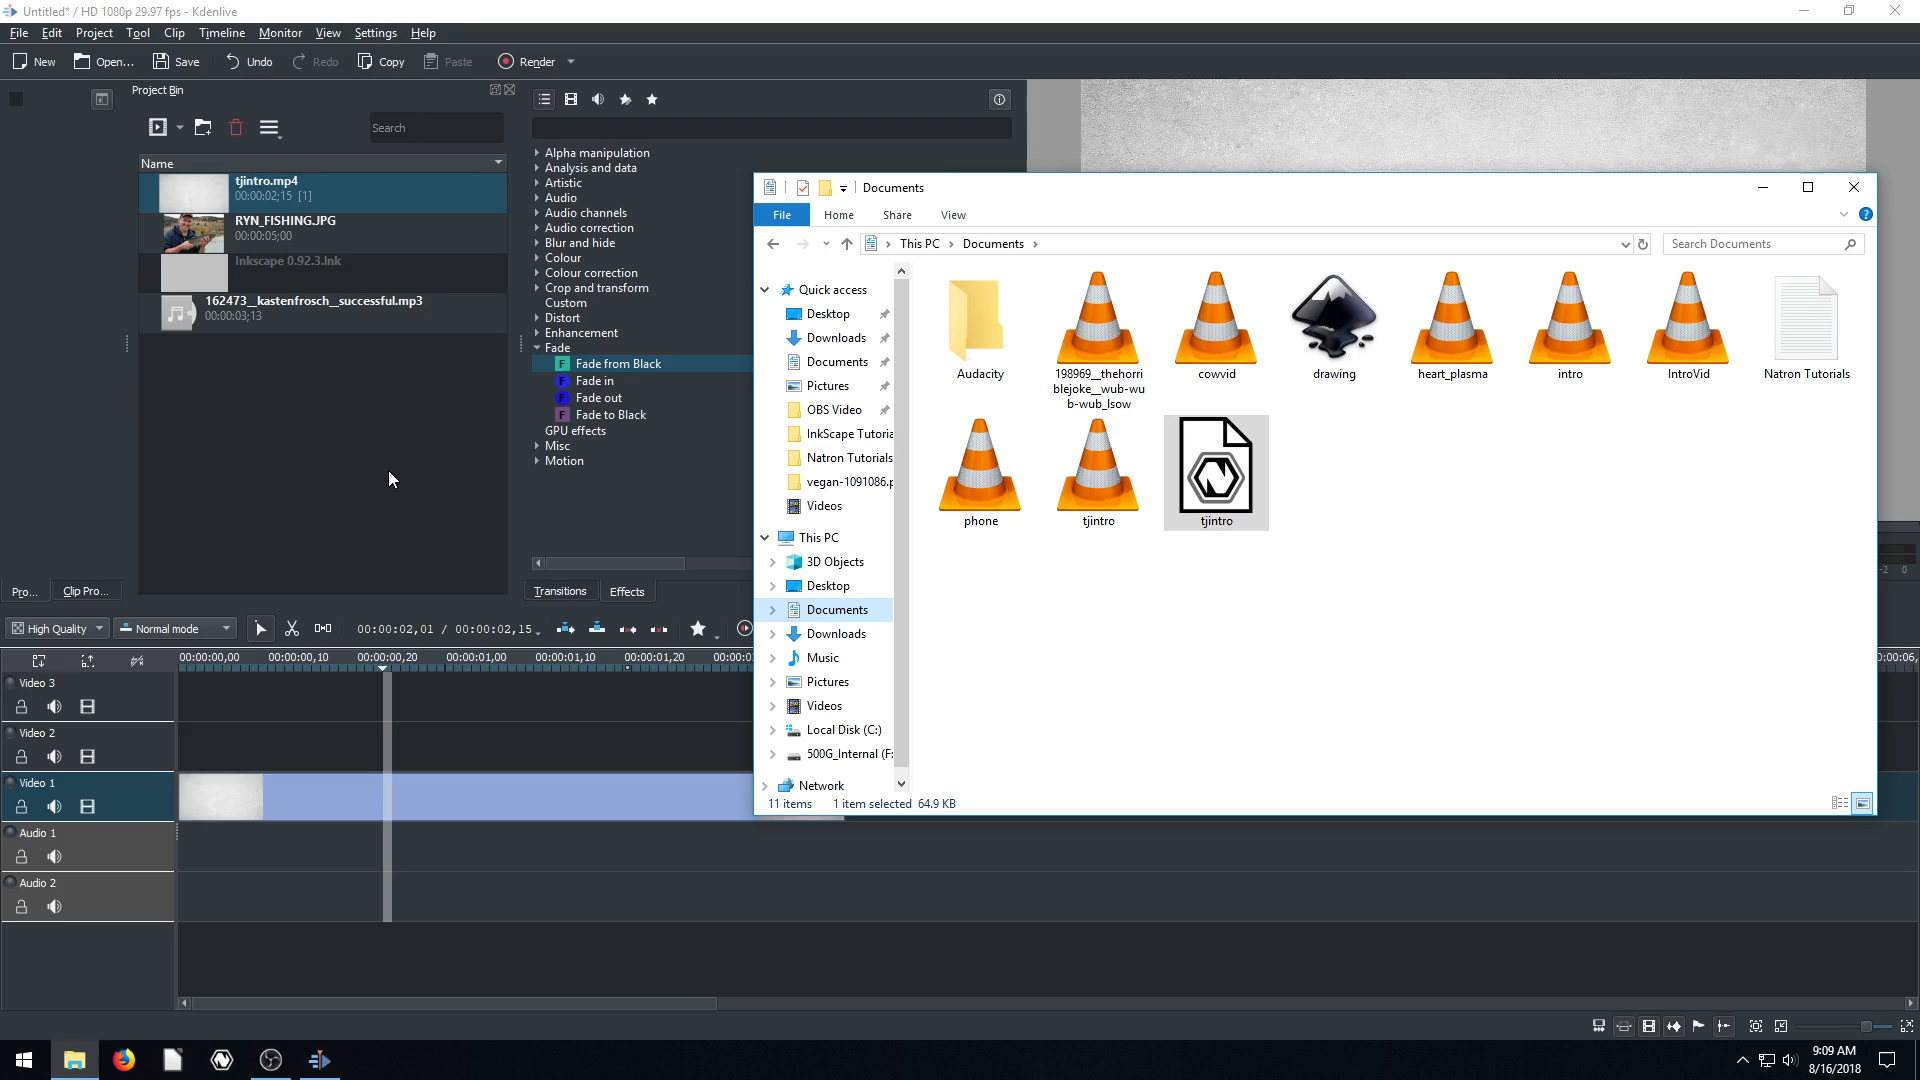 Untitled* / HD 1080p 29.97 fps - Kdenlive
File Edit Project Tool Clip Timeline Monitor View Settings Help
New Open... Save Undo Redo Copy Paste Render
Project Bin
Search
Name
tjintro.mp4
00:00:02;15 [1]
RYN_FISHING.JPG
00:00:05;00
Inkscape 0.92.3.lnk
162473__kastenfrosch__successful.mp3
00:00:03;13
Pro... Clip Pro...
Alpha manipulation
Analysis and data
Artistic
Audio
Audio channels
Audio correction
Blur and hide
Colour
Colour correction
Crop and transform
Custom
Distort
Enhancement
Fade
F Fade from Black
F Fade in
F Fade out
F Fade to Black
GPU effects
Misc
Motion
Transitions Effects
Documents
File Home Share View
This PC Documents
Search Documents
Quick access
Desktop
Downloads
Documents
Pictures
OBS Video
InkScape Tutoria
Natron Tutorials
vegan-1091086.p
Videos
This PC
3D Objects
Desktop
Documents
Downloads
Music
Pictures
Videos
Local Disk (C:)
500G_Internal (F:
Network
Audacity
198969__thehorri
blejoke__wub-wu
b-wub_lsow
cowvid
drawing
heart_plasma
intro
IntroVid
Natron Tutorials
phone
tjintro
tjintro
11 items 1 item selected 64.9 KB
-2 0
High Quality Normal mode 00:00:02,01 / 00:00:02,15
00:00:00,00 00:00:00,10 00:00:00,20 00:00:01,00 00:00:01,10 00:00:01,20 00:00:0 0:00:06,
Video 3
Video 2
Video 1
Audio 1
Audio 2
9:09 AM
8/16/2018